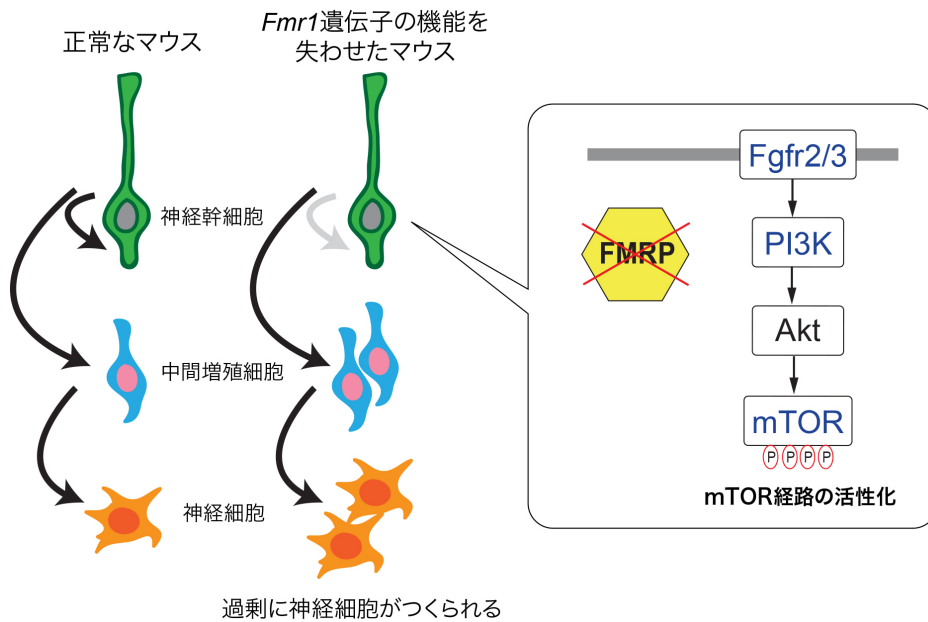 正常なマウス
Fmr1遺伝子の機能を
失わせたマウス
神経幹細胞
中間増殖細胞
神経細胞
過剰に神経細胞がつくられる
FMRP
Fgfr2/3
PI3K
Akt
mTOR
P P P P
mTOR経路の活性化